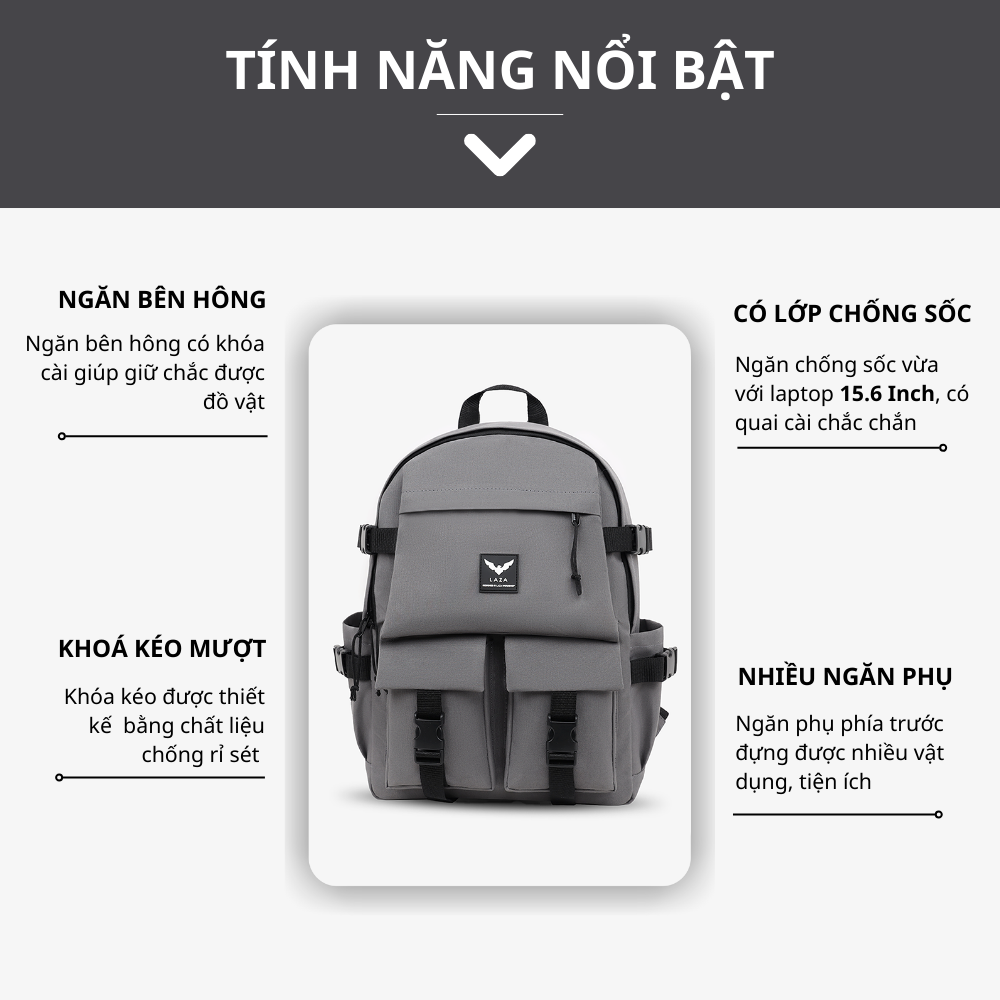 TÍNH NĂNG NỔI BẬT
NGĂN BÊN HÔNG
Ngăn bên hông có khóa
cài giúp giữ chắc được
đồ vật
CÓ LỚP CHỐNG SỐC
Ngăn chống sốc vừa
với laptop 15.6 Inch, có
quai cài chắc chắn
LAZA
KHOÁ KÉO MƯỢT
Khóa kéo được thiết
kế  bằng chất liệu
chống rỉ sét
NHIỀU NGĂN PHỤ
Ngăn phụ phía trước
đựng được nhiều vật
dụng, tiện ích